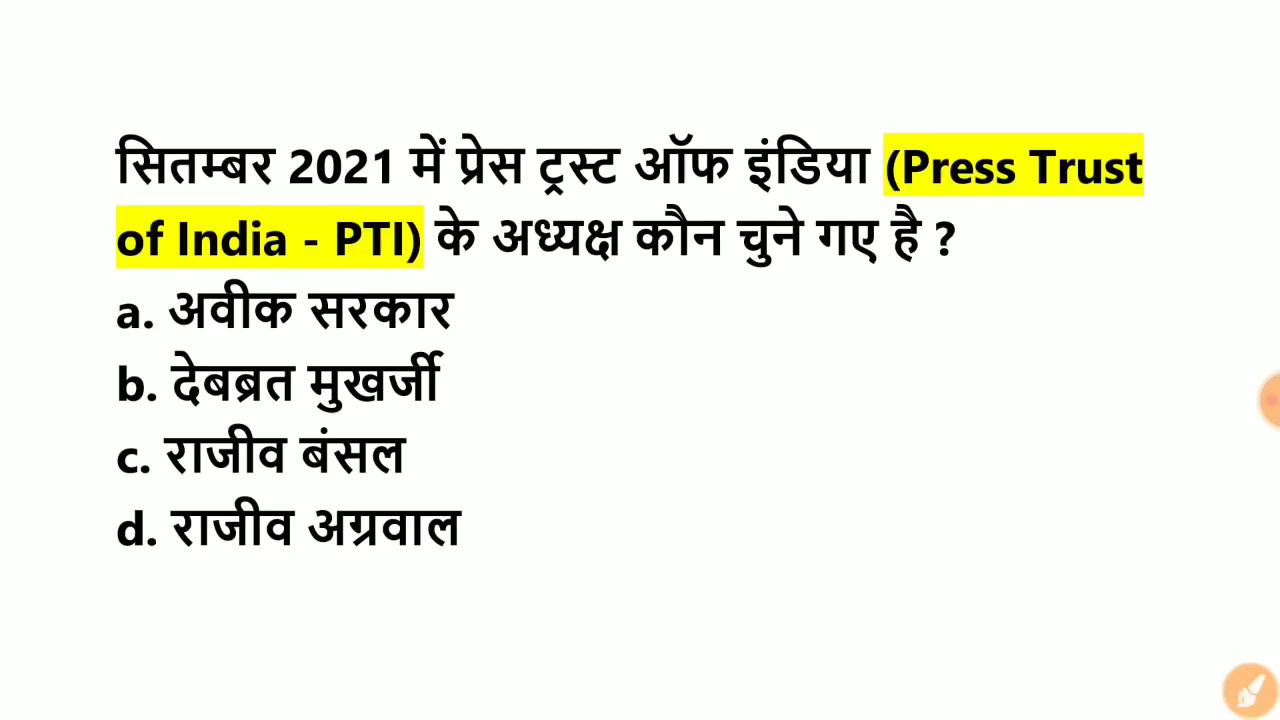 सितम्बर 2021 में प्रेस ट्रस्ट ऑफ इंडिया (Press Trust
of India - PTI) के अध्यक्ष कौन चुने गए है ?
a. अवीक सरकार
b. देबब्रत मुखर्जी
c. राजीव बंसल
d. राजीव अग्रवाल